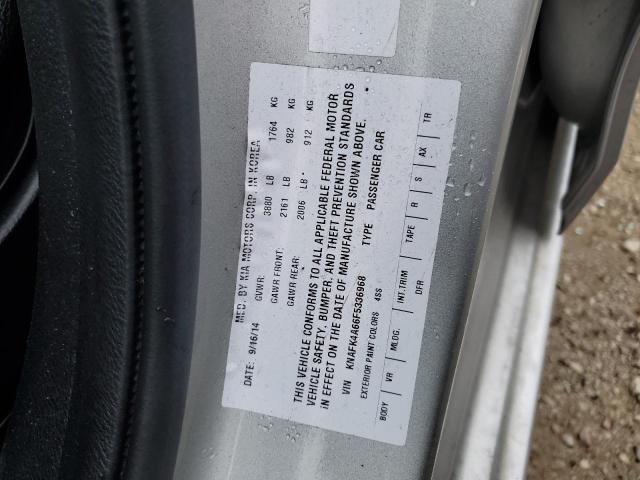 MFD. BY KIA MOTORS CORP. IN KOREA
DATE: 9/16/14
GVWR: 3880 LB 1764 KG
GAWR FRONT: 2161 LB 982 KG
GAWR REAR: 2006 LB 912 KG
THIS VEHICLE CONFORMS TO ALL APPLICABLE FEDERAL MOTOR
VEHICLE SAFETY, BUMPER, AND THEFT PREVENTION STANDARDS
IN EFFECT ON THE DATE OF MANUFACTURE SHOWN ABOVE.
VIN KNAFK4A66F5336968 TYPE PASSENGER CAR
EXTERIOR PAINT COLORS 4SS
BODY VR MLDG. INT.TRIM TAPE R S AX TR
DFR